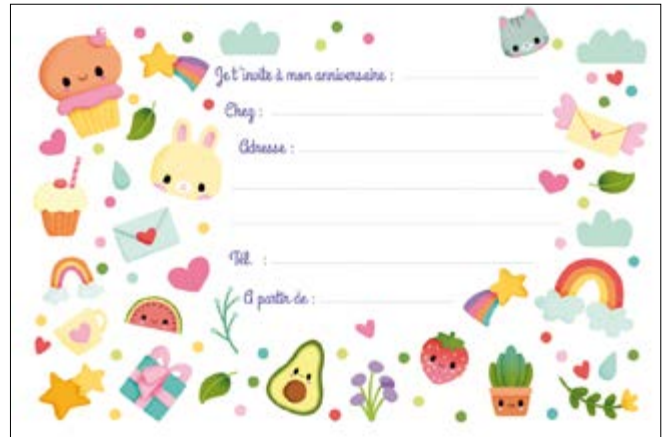 Je t'invite à mon anniversaire :
Chez :
Adresse :
Tél. :
A partir de :